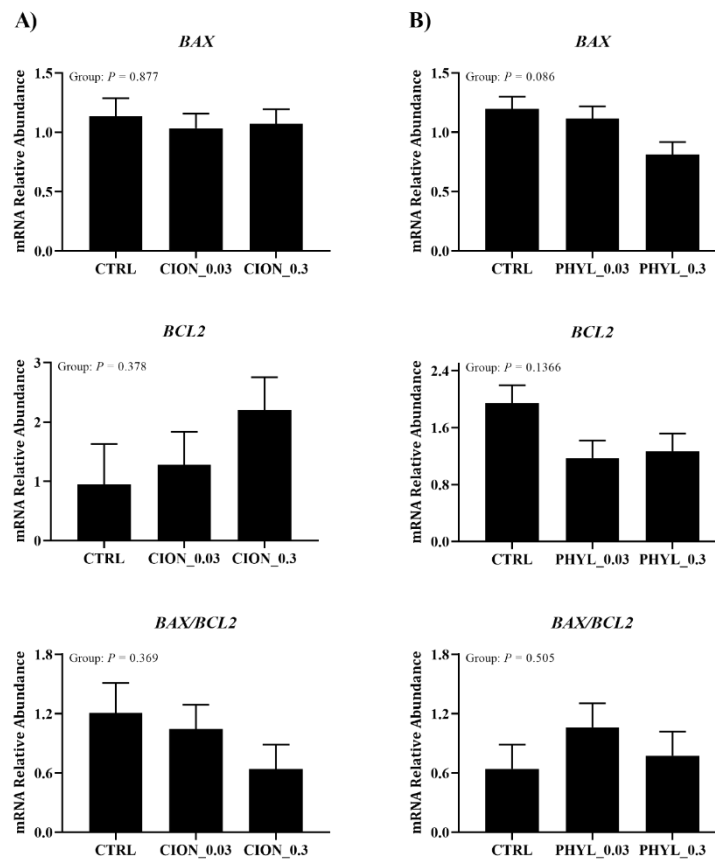 A)
BAX
Group: P = 0.877
mRNA Relative Abundance
1.5
1.0
0.5
0.0
CTRL CION_0.03 CION_0.3
BCL2
Group: P = 0.378
mRNA Relative Abundance
3
2
1
0
CTRL CION_0.03 CION_0.3
BAX/BCL2
Group: P = 0.369
mRNA Relative Abundance
1.8
1.2
0.6
0.0
CTRL CION_0.03 CION_0.3
B)
BAX
Group: P = 0.086
mRNA Relative Abundance
1.5
1.0
0.5
0.0
CTRL PHYL_0.03 PHYL_0.3
BCL2
Group: P = 0.1366
mRNA Relative Abundance
2.4
1.6
0.8
0.0
CTRL PHYL_0.03 PHYL_0.3
BAX/BCL2
Group: P = 0.505
mRNA Relative Abundance
1.8
1.2
0.6
0.0
CTRL PHYL_0.03 PHYL_0.3